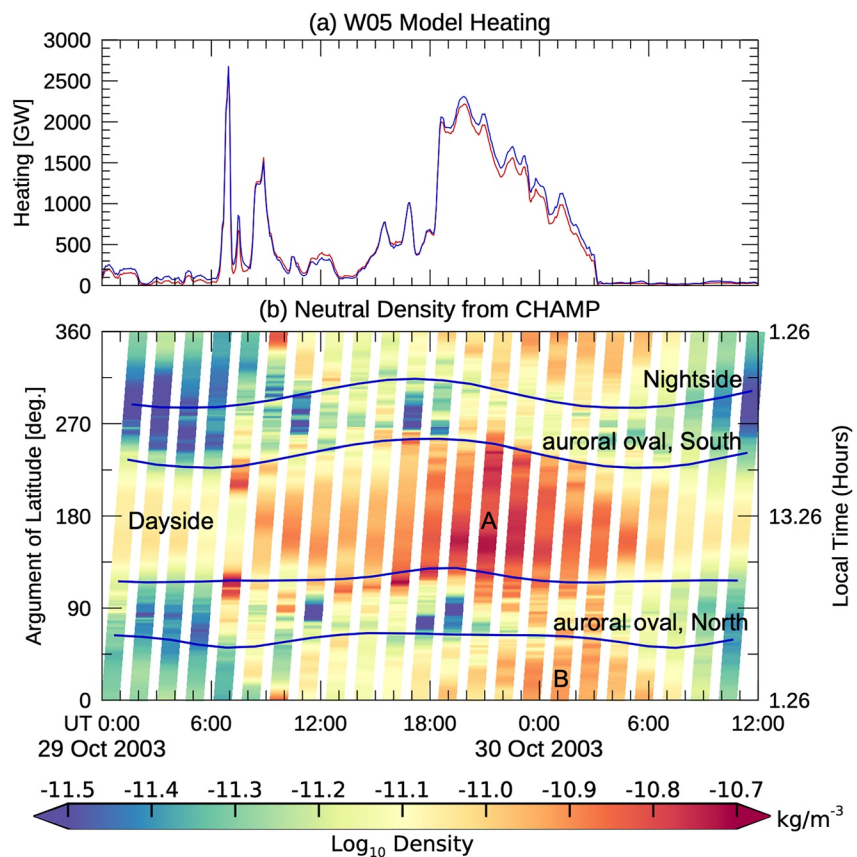 (a) W05 Model Heating
3000
2500
2000
1500
1000
500
0
Heating [GW]
(b) Neutral Density from CHAMP
360
270
180
90
0
Argument of Latitude [deg.]
1.26
13.26
1.26
Local Time (Hours)
Nightside
auroral oval, South
Dayside
A
auroral oval, North
B
UT 0:00 6:00 12:00 18:00 0:00 6:00 12:00
29 Oct 2003 30 Oct 2003
-11.5 -11.4 -11.3 -11.2 -11.1 -11.0 -10.9 -10.8 -10.7
kg/m⁻³
Log₁₀ Density